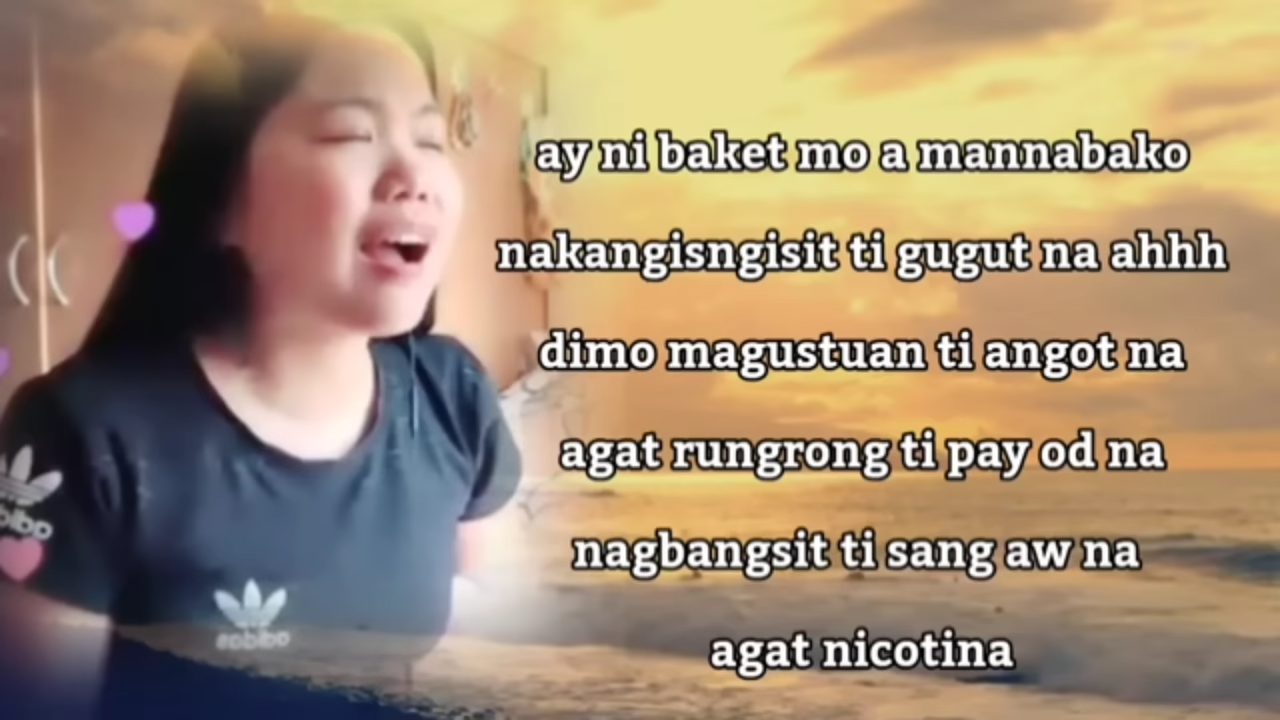 ay ni baket mo a mannabako
nakangisngisit ti gugut na ahhh
dimo magustuan ti angot na
agat rungrong ti pay od na
nagbangsit ti sang aw na
agat nicotina